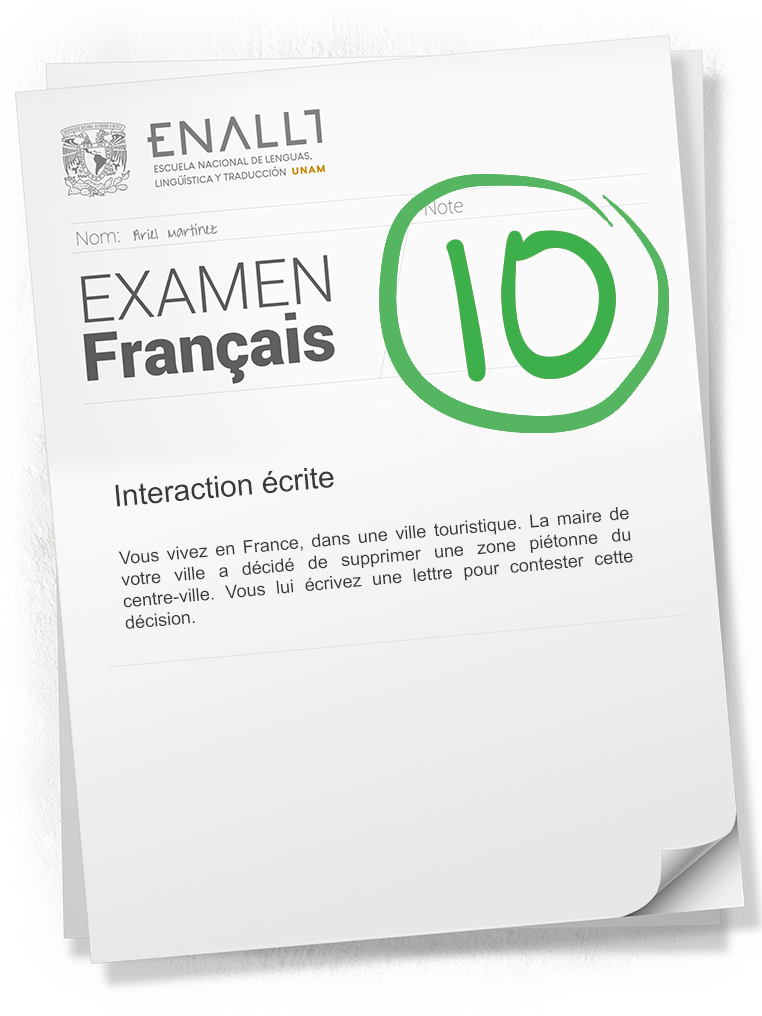 ENALLT
ESCUELA NACIONAL DE LENGUAS,
LINGÜÍSTICA Y TRADUCCIÓN UNAM
Note
Nom: Ariel Martínez
10
EXAMEN
Français
Interaction écrite
Vous vivez en France, dans une ville touristique. La maire de
votre ville a décidé de supprimer une zone piétonne du
centre-ville. Vous lui écrivez une lettre pour contester cette
décision.